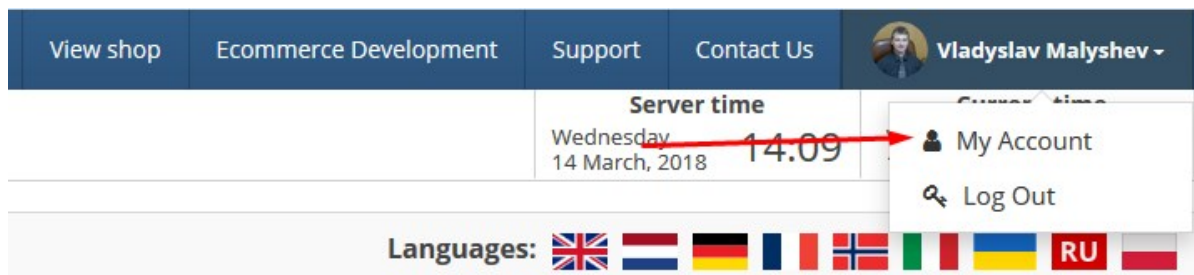 View shop Ecommerce Development Support Contact Us Vladyslav Malyshev
Server time
Wednesday 14:09
14 March, 2018
My Account
Log Out
Languages: RU